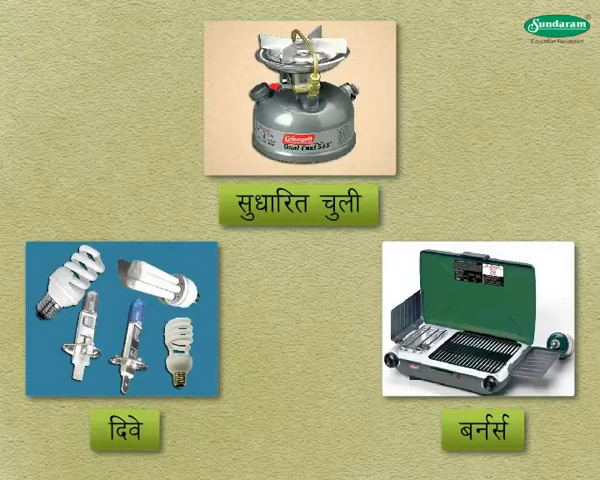 Sundaram
Education Revolution
Coleman
Dual Fuel 533
सुधारित चुली
दिवे
बर्नर्स